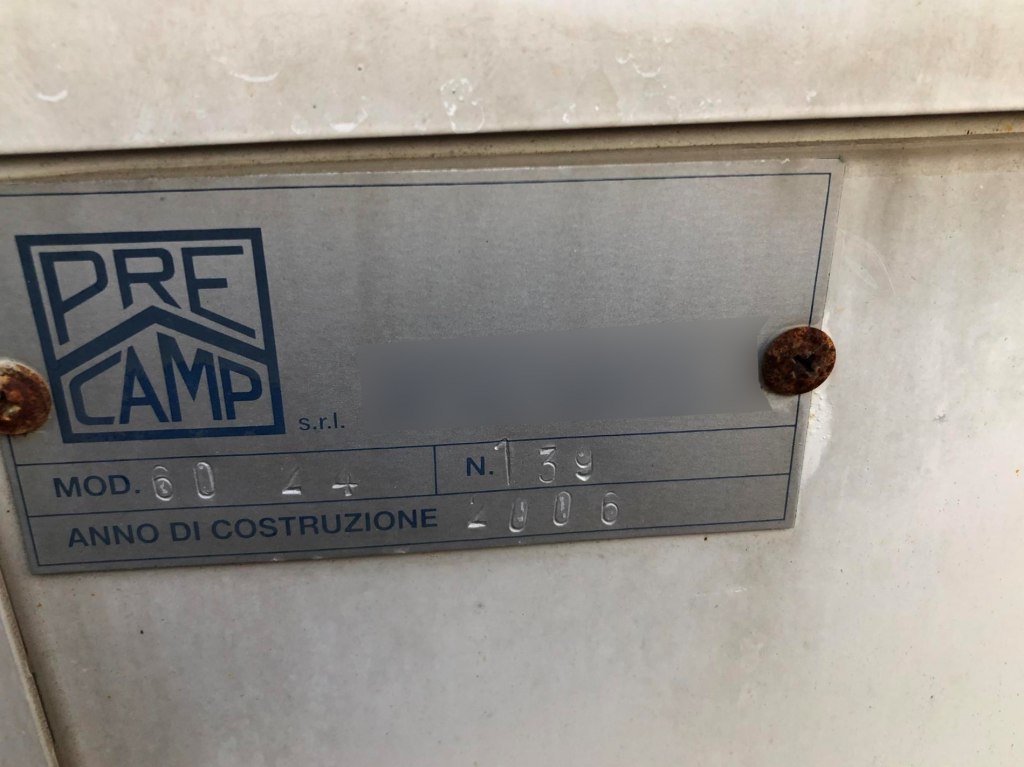 PRE
CAMP
s.r.l.
MOD. 60 24 N. 139
ANNO DI COSTRUZIONE 2006